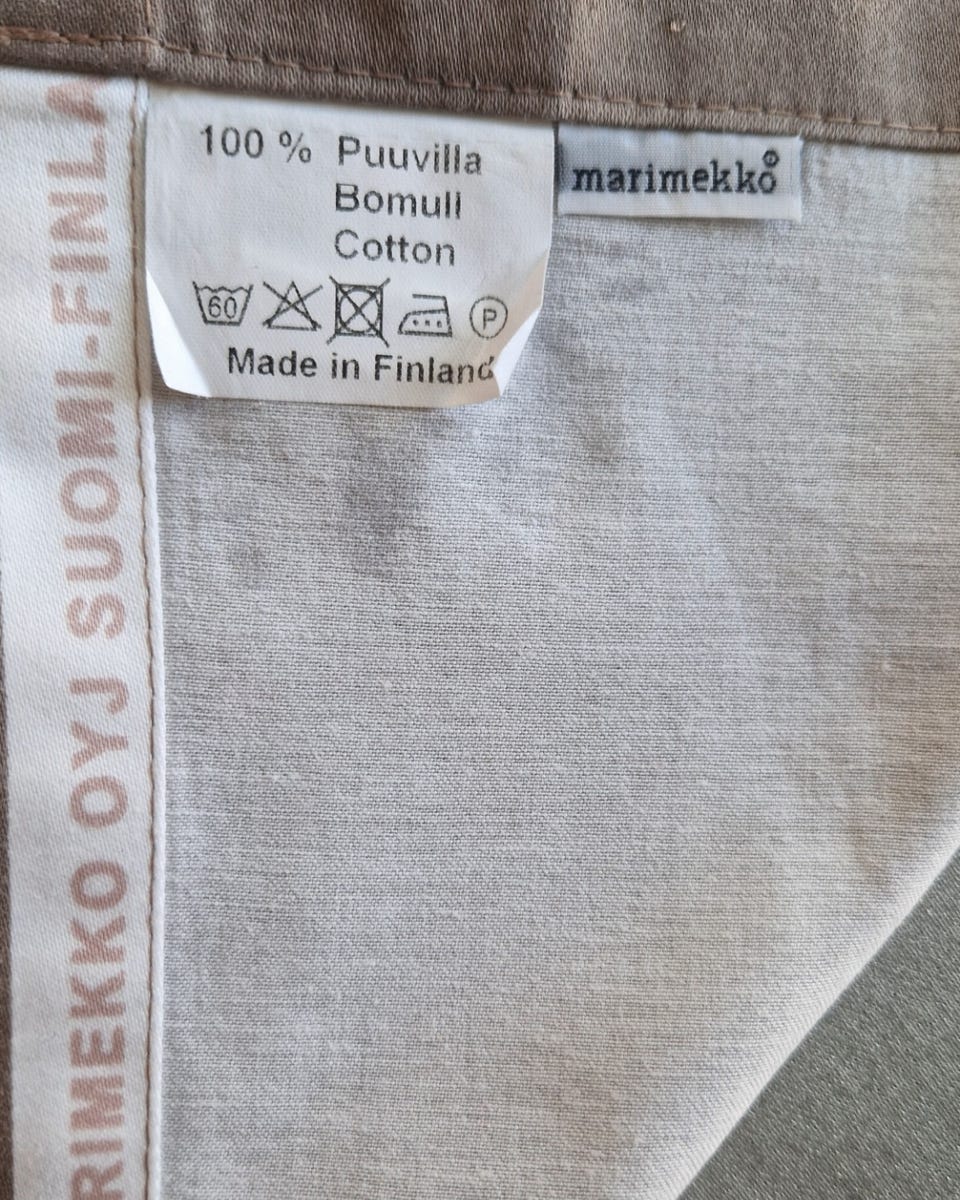 100 % Puuvilla
Bomull
Cotton
60
P
Made in Finland
marimekko®
RIMEKKO OYJ SUOMI-FINLA